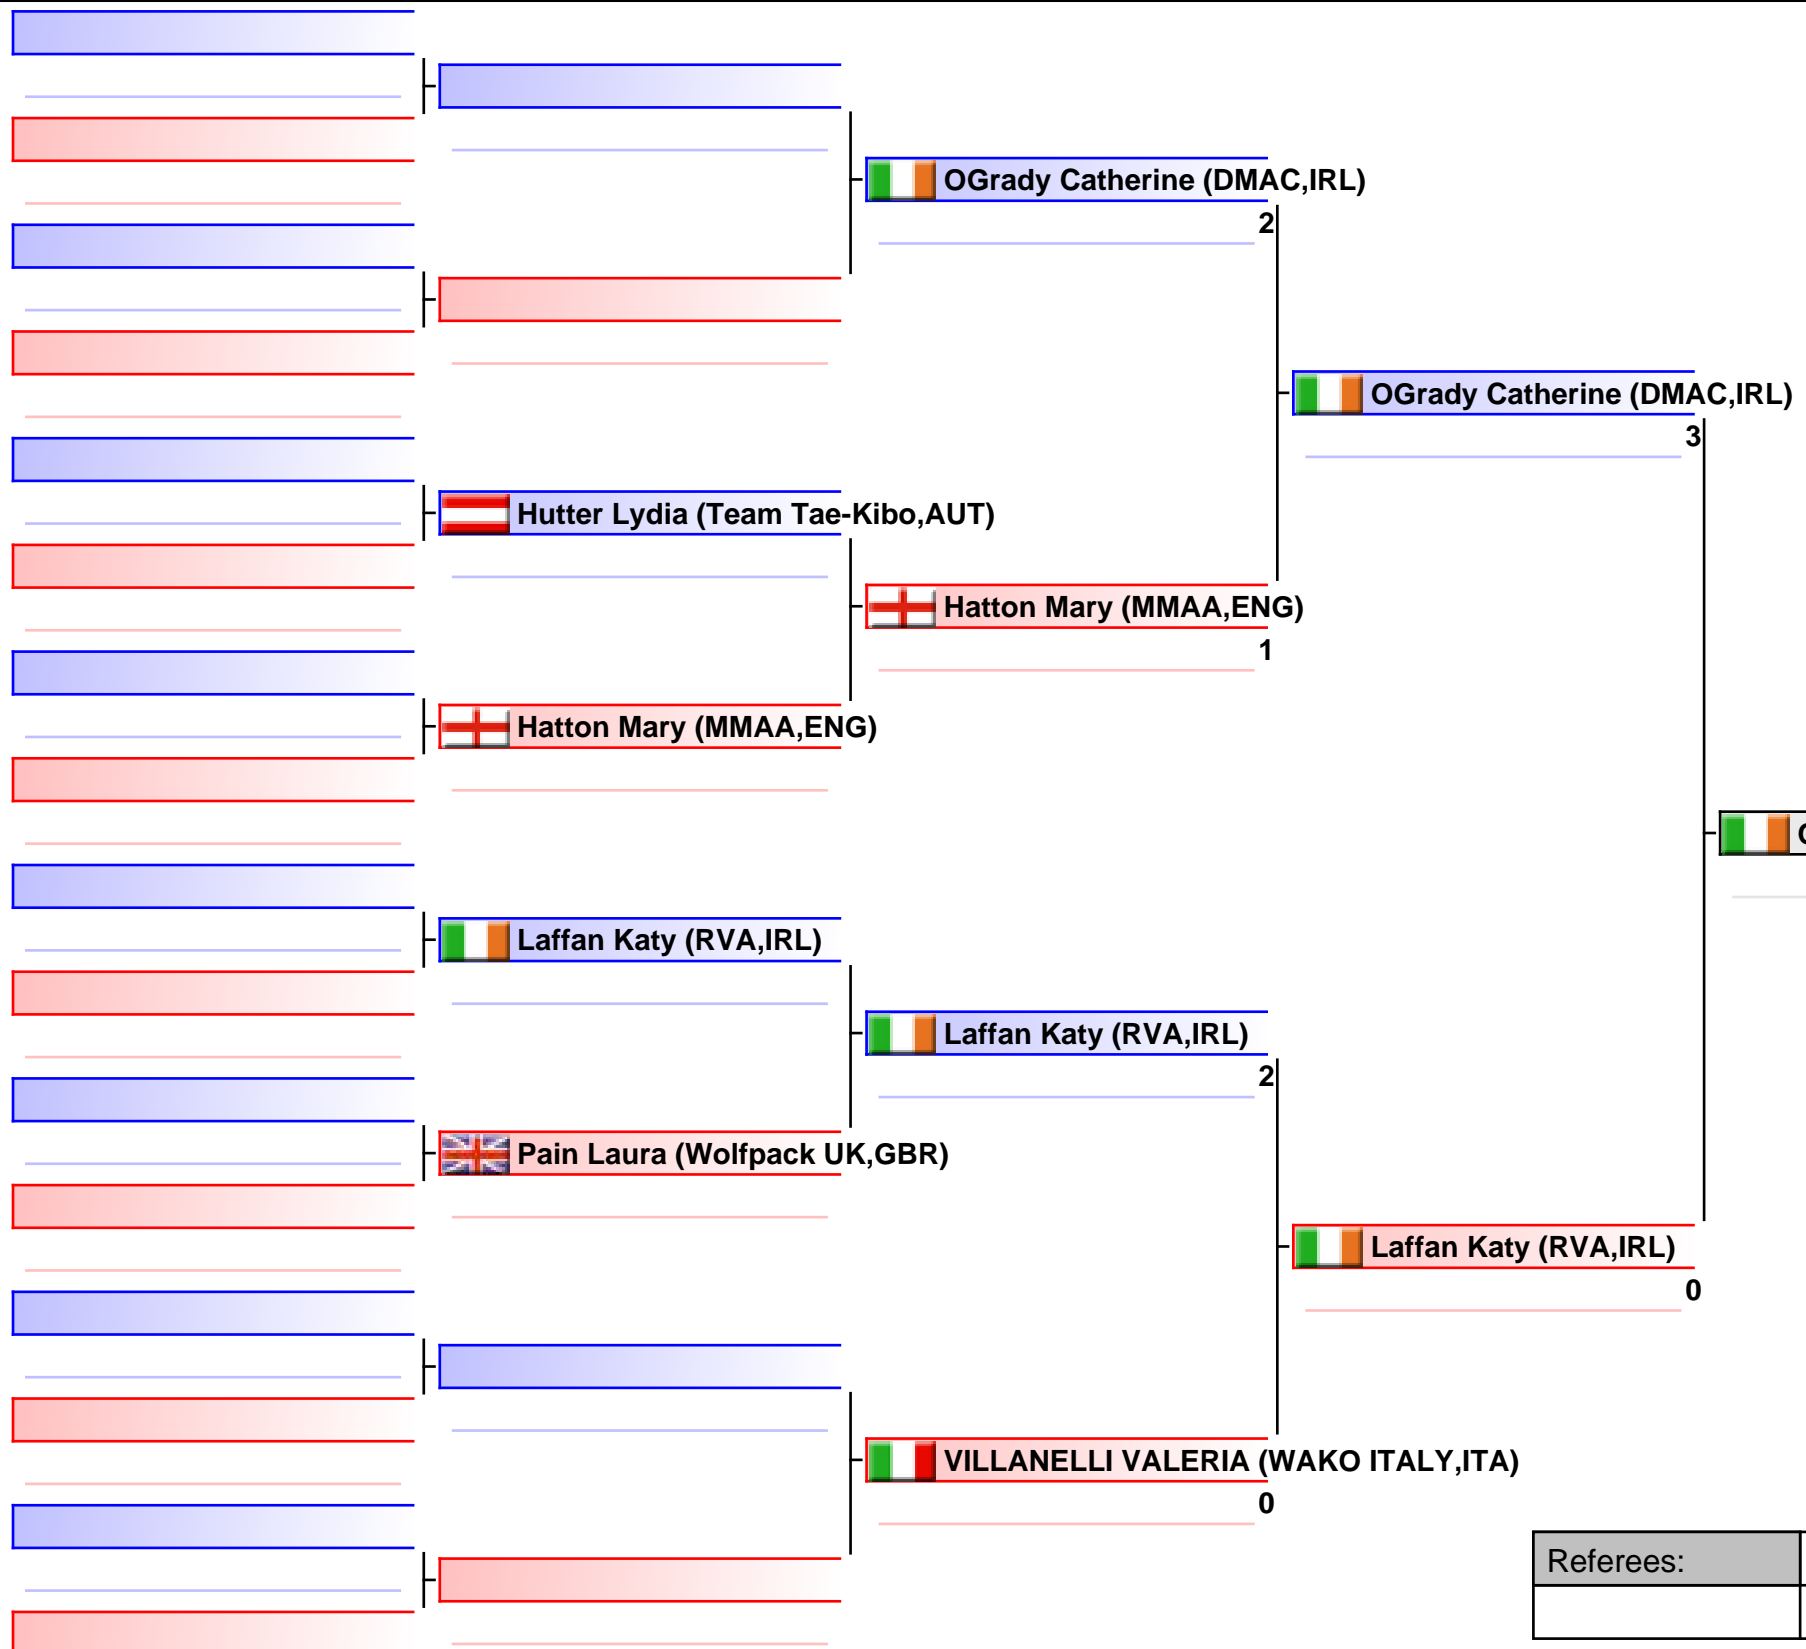 OGrady Catherine (DMAC,IRL)
2
OGrady Catherine (DMAC,IRL)
3
Hutter Lydia (Team Tae-Kibo,AUT)
Hatton Mary (MMAA,ENG)
1
Hatton Mary (MMAA,ENG)
Laffan Katy (RVA,IRL)
Laffan Katy (RVA,IRL)
2
Pain Laura (Wolfpack UK,GBR)
Laffan Katy (RVA,IRL)
0
VILLANELLI VALERIA (WAKO ITALY,ITA)
0
Referees: